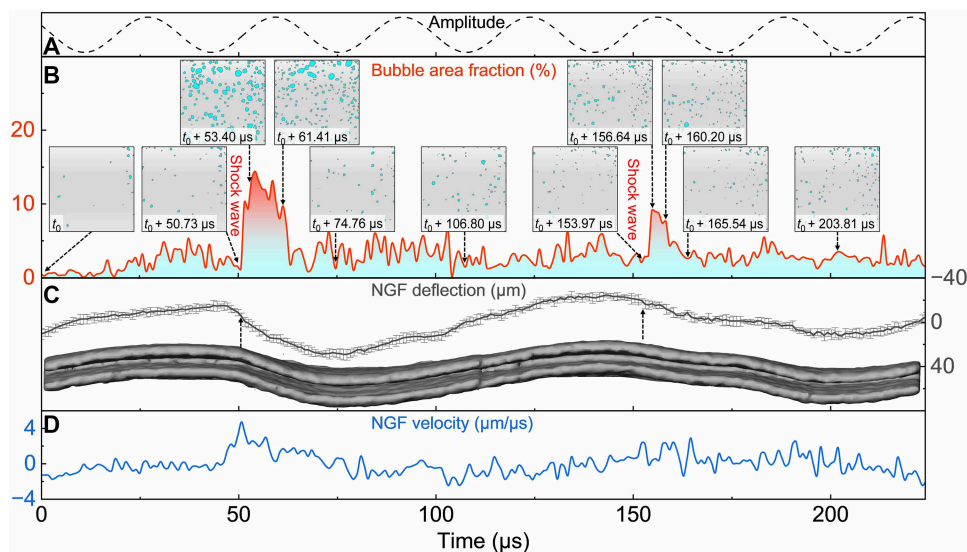 Amplitude
A
B
Bubble area fraction (%)
20
10
0
t0 + 53.40 μs
t0 + 61.41 μs
t0 + 156.64 μs
t0 + 160.20 μs
Shock wave
Shock wave
t0
t0 + 50.73 μs
t0 + 74.76 μs
t0 + 106.80 μs
t0 + 153.97 μs
t0 + 165.54 μs
t0 + 203.81 μs
C
NGF deflection (μm)
−40
0
40
D
NGF velocity (μm/μs)
4
0
−4
0
50
100
150
200
Time (μs)